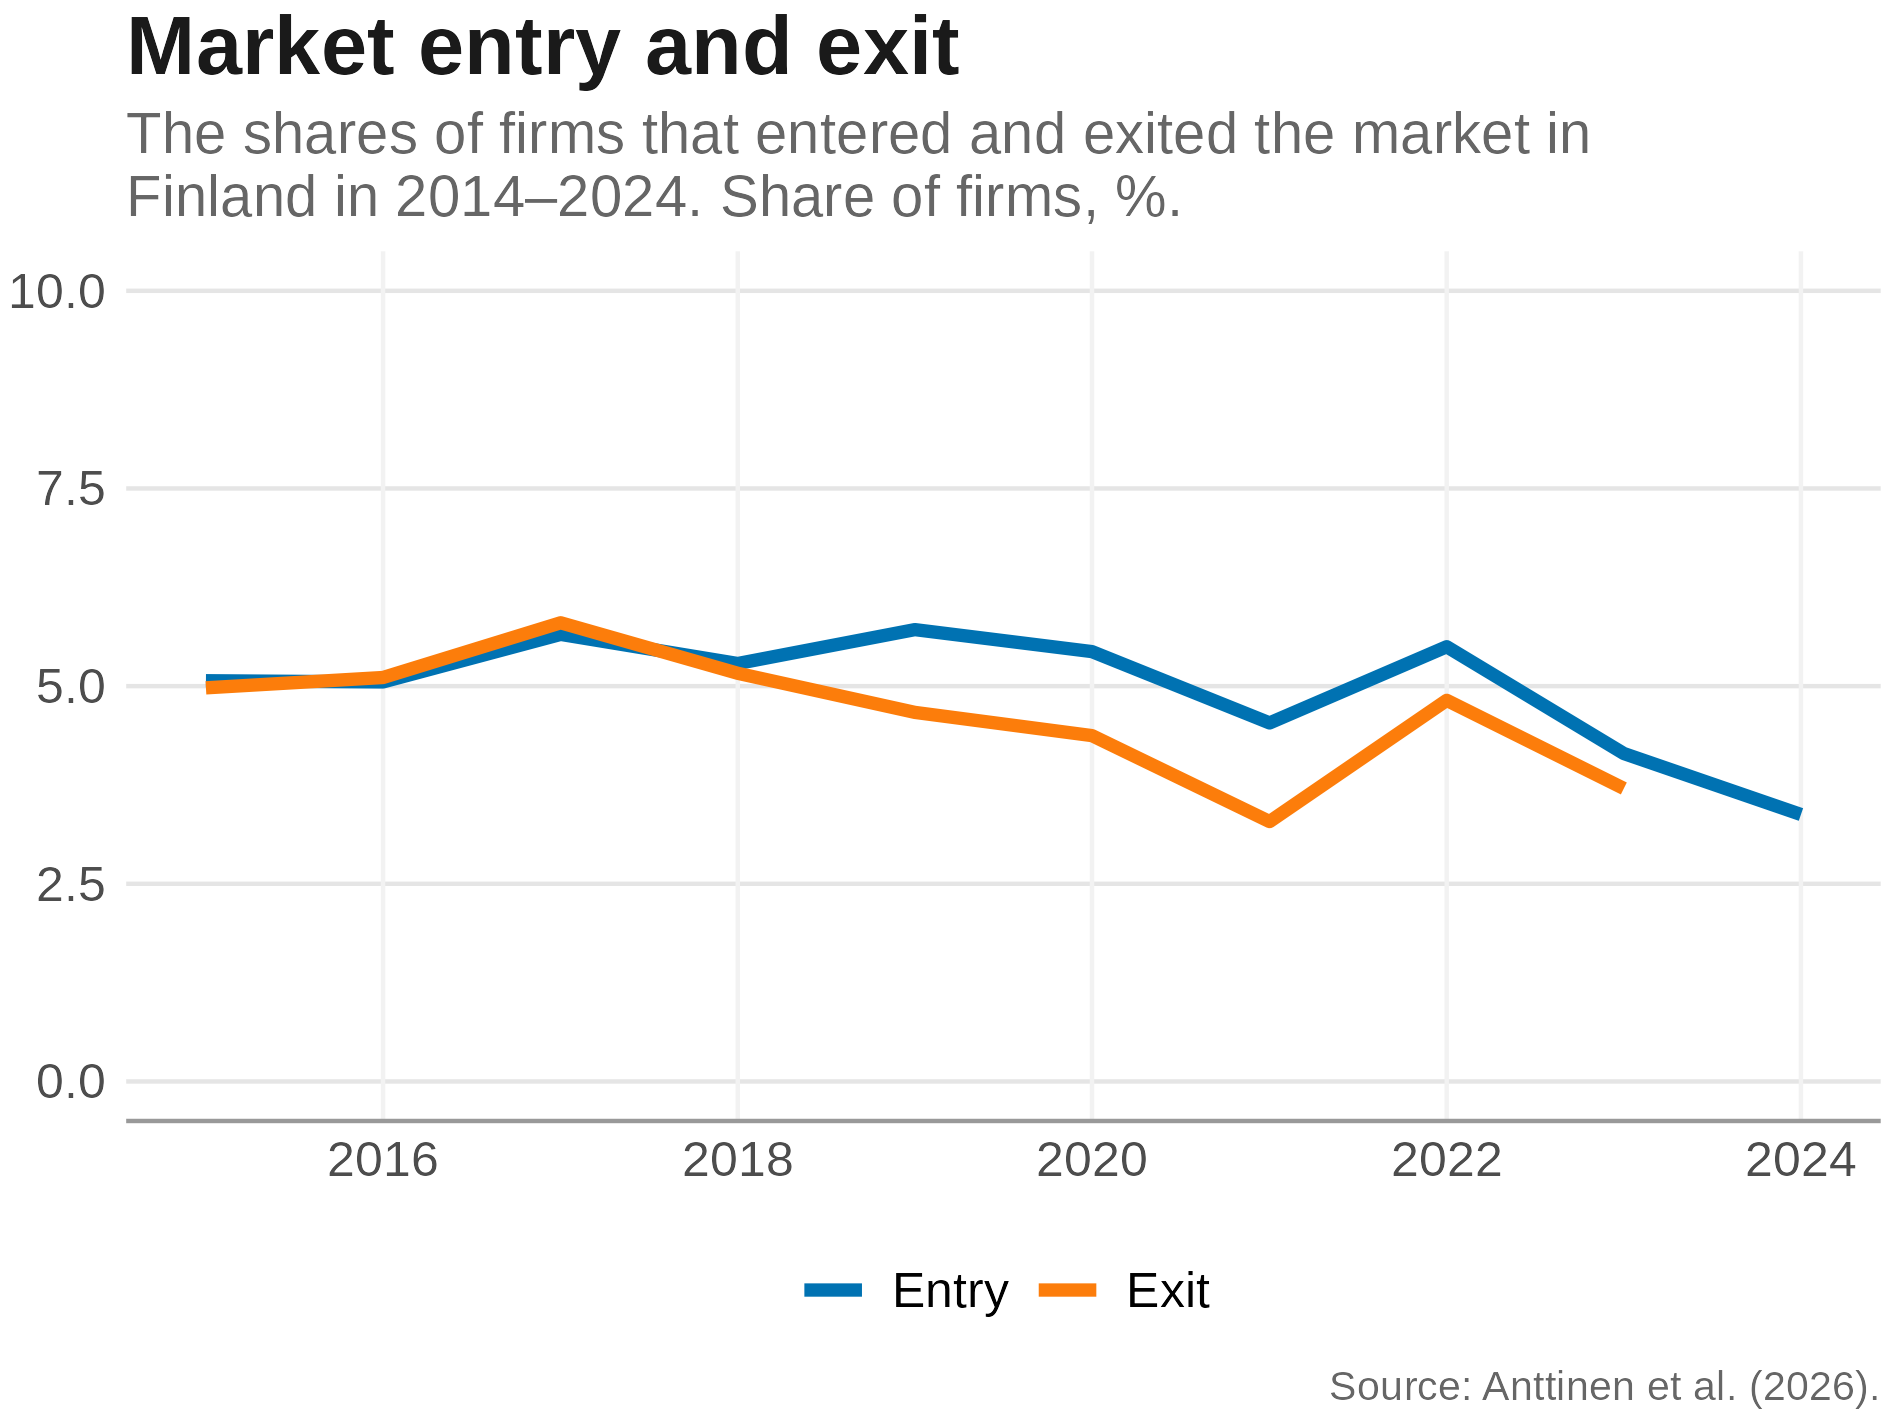 Market entry and exit
The shares of firms that entered and exited the market in
Finland in 2014–2024. Share of firms, %.
10.0
7.5
5.0
2.5
0.0
2016 2018 2020 2022 2024
Entry Exit
Source: Anttinen et al. (2026).